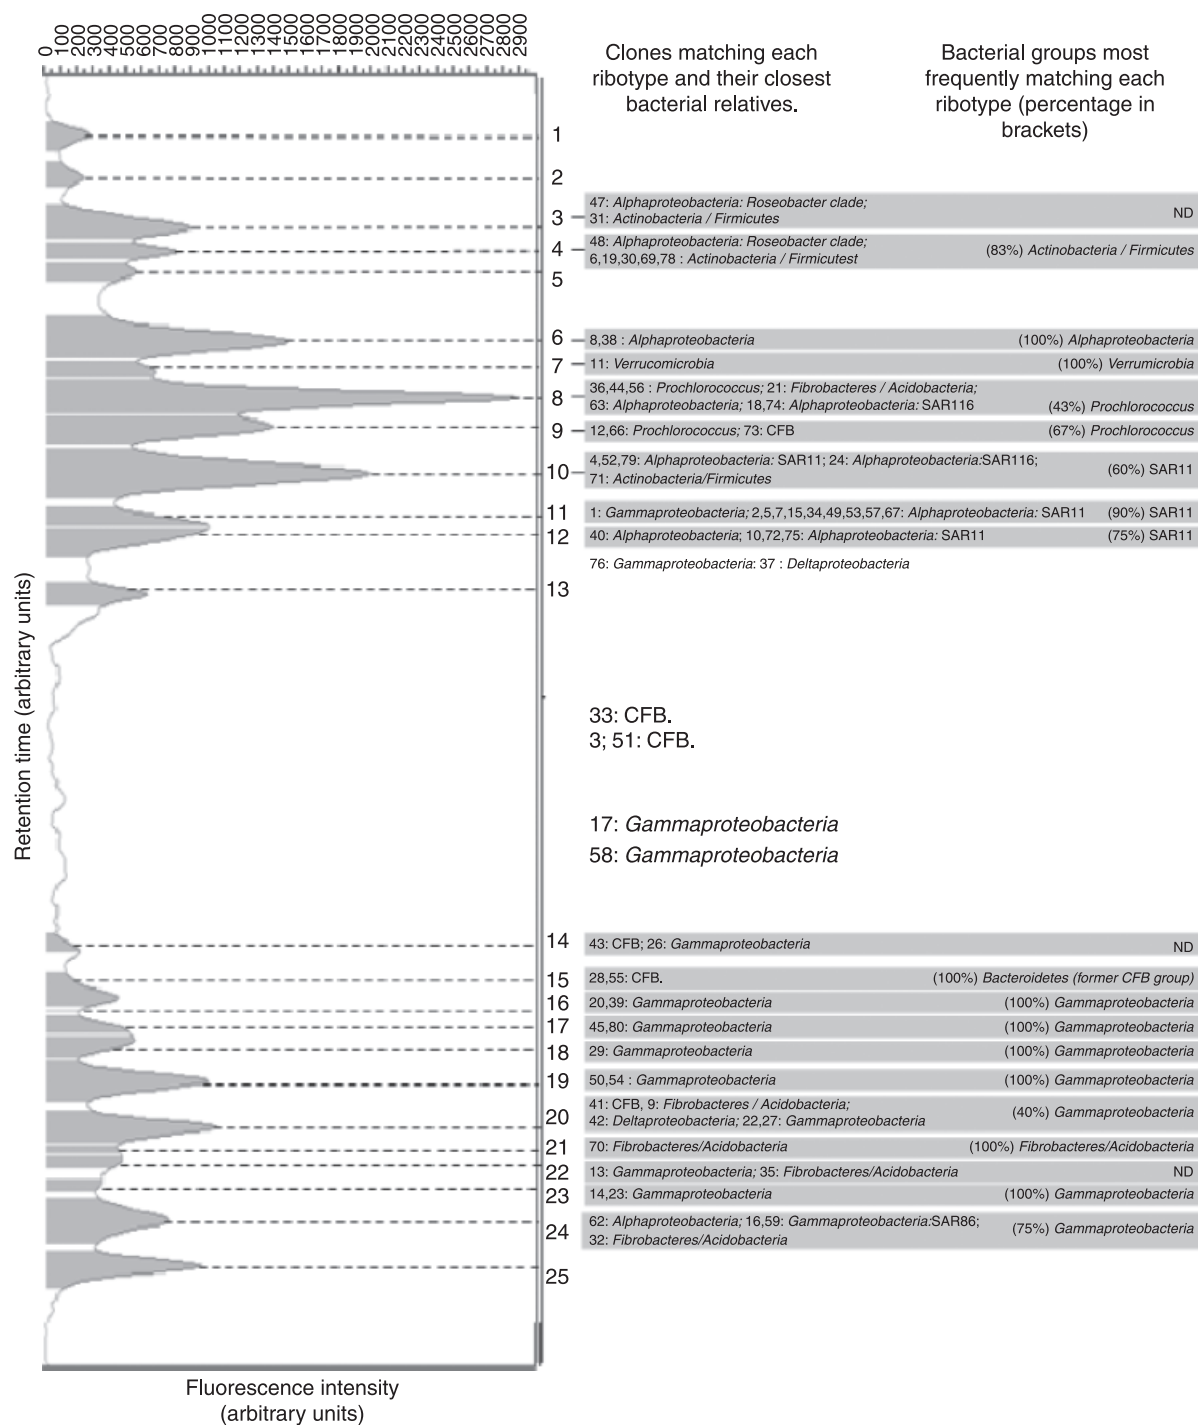 0 100 200 300 400 500 600 700 800 900 1000 1100 1200 1300 1400 1500 1600 1700 1800 1900 2000 2100 2200 2300 2400 2500 2600 2700 2800 2900
Clones matching each
ribotype and their closest
bacterial relatives.
Bacterial groups most
frequently matching each
ribotype (percentage in
brackets)
1
2
3
47: Alphaproteobacteria: Roseobacter clade;
31: Actinobacteria / Firmicutes
ND
4
48: Alphaproteobacteria: Roseobacter clade;
6,19,30,69,78 : Actinobacteria / Firmicutest
(83%) Actinobacteria / Firmicutes
5
6
8,38 : Alphaproteobacteria
(100%) Alphaproteobacteria
7
11: Verrucomicrobia
(100%) Verrumicrobia
8
36,44,56 : Prochlorococcus; 21: Fibrobacteres / Acidobacteria;
63: Alphaproteobacteria; 18,74: Alphaproteobacteria: SAR116
(43%) Prochlorococcus
9
12,66: Prochlorococcus; 73: CFB
(67%) Prochlorococcus
10
4,52,79: Alphaproteobacteria: SAR11; 24: Alphaproteobacteria:SAR116;
71: Actinobacteria/Firmicutes
(60%) SAR11
11
1: Gammaproteobacteria; 2,5,7,15,34,49,53,57,67: Alphaproteobacteria: SAR11
(90%) SAR11
12
40: Alphaproteobacteria; 10,72,75: Alphaproteobacteria: SAR11
(75%) SAR11
76: Gammaproteobacteria: 37 : Deltaproteobacteria
13
33: CFB.
3; 51: CFB.
17: Gammaproteobacteria
58: Gammaproteobacteria
14
43: CFB; 26: Gammaproteobacteria
ND
15
28,55: CFB.
(100%) Bacteroidetes (former CFB group)
16
20,39: Gammaproteobacteria
(100%) Gammaproteobacteria
17
45,80: Gammaproteobacteria
(100%) Gammaproteobacteria
18
29: Gammaproteobacteria
(100%) Gammaproteobacteria
19
50,54 : Gammaproteobacteria
(100%) Gammaproteobacteria
20
41: CFB, 9: Fibrobacteres / Acidobacteria;
42: Deltaproteobacteria; 22,27: Gammaproteobacteria
(40%) Gammaproteobacteria
21
70: Fibrobacteres/Acidobacteria
(100%) Fibrobacteres/Acidobacteria
22
13: Gammaproteobacteria; 35: Fibrobacteres/Acidobacteria
ND
23
14,23: Gammaproteobacteria
(100%) Gammaproteobacteria
24
62: Alphaproteobacteria; 16,59: Gammaproteobacteria:SAR86;
32: Fibrobacteres/Acidobacteria
(75%) Gammaproteobacteria
25
Retention time (arbitrary units)
Fluorescence intensity
(arbitrary units)